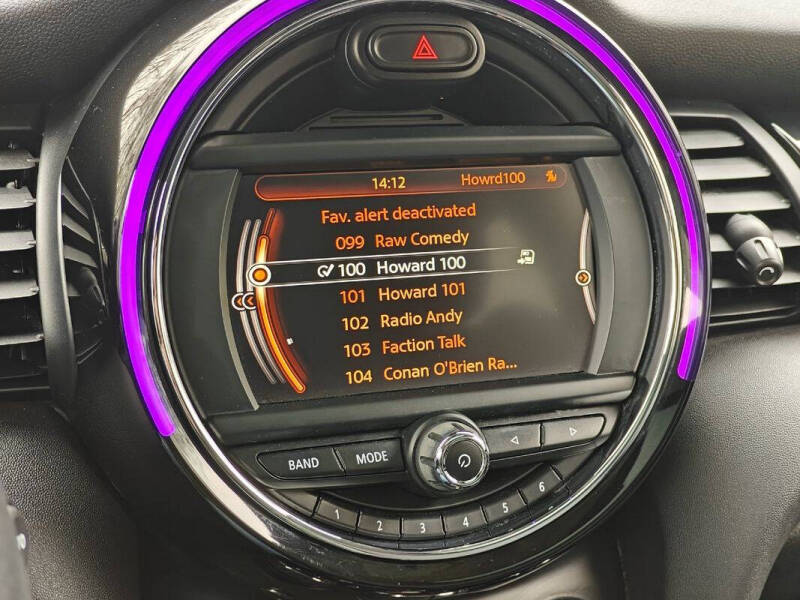 14:12 Howrd100
Fav. alert deactivated
099 Raw Comedy
100 Howard 100
101 Howard 101
102 Radio Andy
103 Faction Talk
104 Conan O'Brien Ra...
BAND MODE
1 2 3 4 5 6